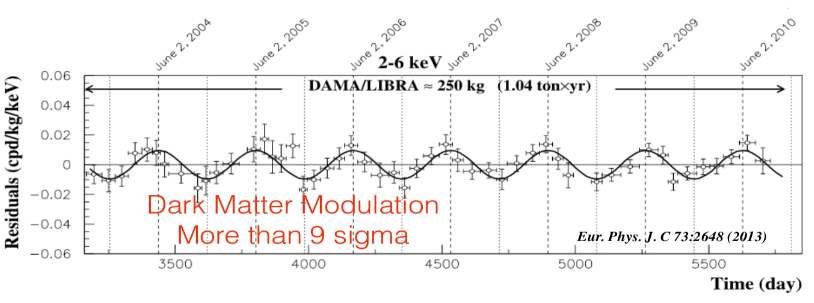 June 2, 2004
June 2, 2005
June 2, 2006
June 2, 2007
June 2, 2008
June 2, 2009
June 2, 2010
2-6 keV
DAMA/LIBRA ≈ 250 kg (1.04 ton×yr)
Residuals (cpd/kg/keV)
0.06
0.04
0.02
0
-0.02
-0.04
-0.06
Dark Matter Modulation
More than 9 sigma
Eur. Phys. J. C 73:2648 (2013)
3500
4000
4500
5000
5500
Time (day)